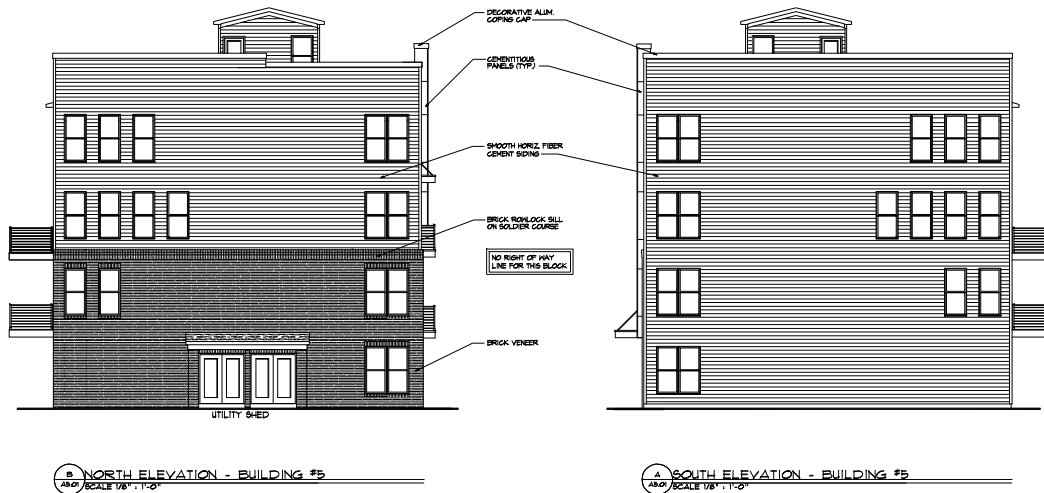 DECORATIVE ALUM.
COPING CAP
CEMENTITIOUS
PANELS (TYP.)
SMOOTH HORIZ. FIBER
CEMENT SIDING
BRICK ROWLOCK SILL
ON SOLDIER COURSE
NO RIGHT OF WAY
LINE FOR THIS BLOCK
BRICK VENEER
UTILITY SHED
B
A5.01
NORTH ELEVATION - BUILDING #5
SCALE 1/8" : 1'-0"
A
A5.01
SOUTH ELEVATION - BUILDING #5
SCALE 1/8" : 1'-0"